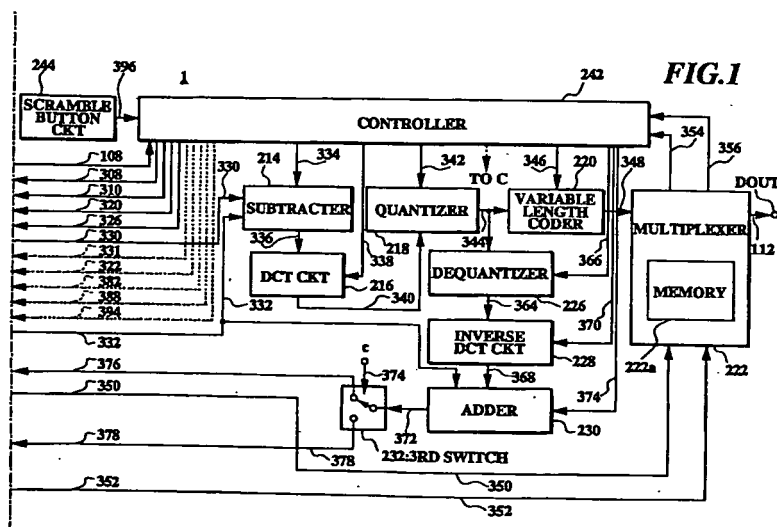 FIG.1
244
396
1
242
SCRAMBLE
BUTTON
CKT
CONTROLLER
354
356
108
308
310
320
326
330
331
322
382
388
394
332
376
350
378
352
330
214
334
SUBTRACTER
336
DCT CKT
216
338
340
332
342
QUANTIZER
218
344
TO C
346
220
348
VARIABLE
LENGTH
CODER
366
DEQUANTIZER
364
226
370
INVERSE
DCT CKT
228
368
374
ADDER
230
372
c
374
232:3RD SWITCH
378
350
352
MULTIPLEXER
MEMORY
222a
222
DOUT
112